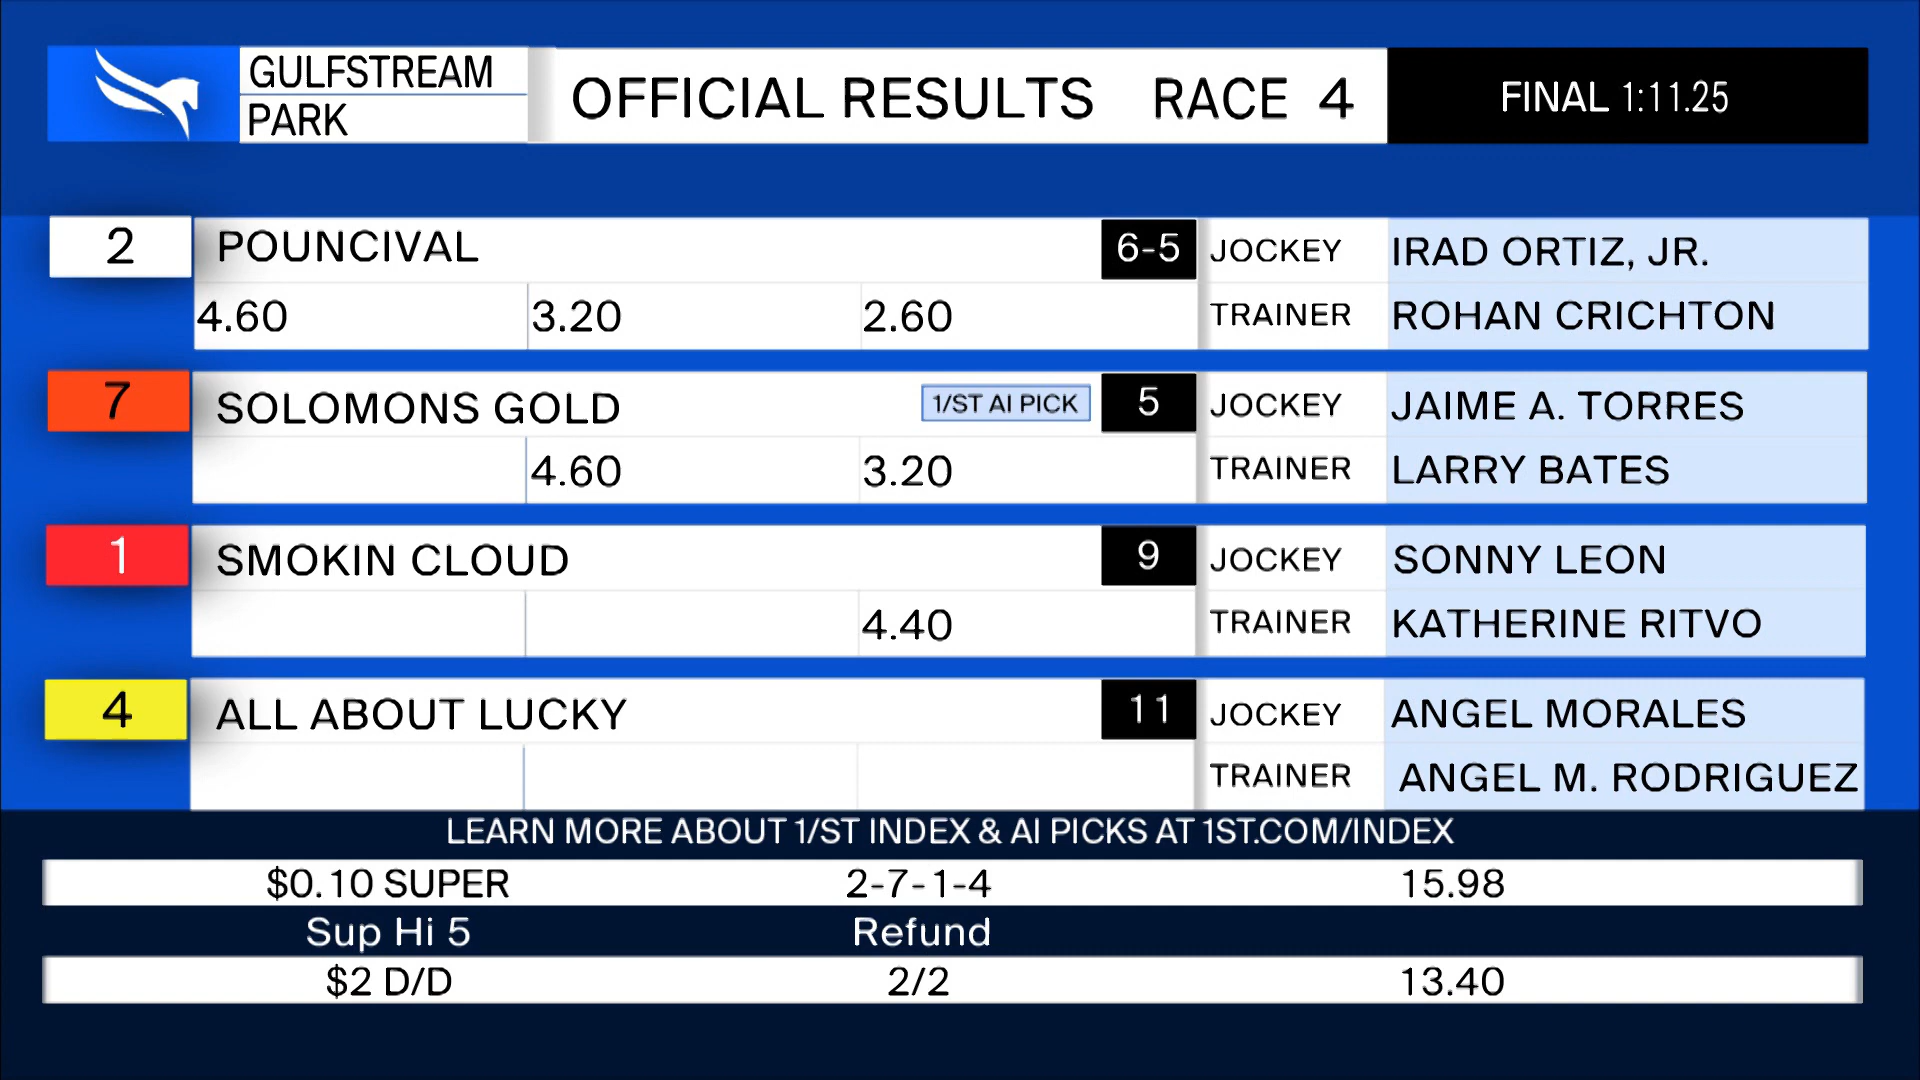 GULFSTREAM
PARK
OFFICIAL RESULTS RACE 4
FINAL 1:11.25
2 POUNCIVAL 6-5 JOCKEY IRAD ORTIZ, JR.
4.60 3.20 2.60 TRAINER ROHAN CRICHTON
7 SOLOMONS GOLD 1/ST AI PICK 5 JOCKEY JAIME A. TORRES
4.60 3.20 TRAINER LARRY BATES
1 SMOKIN CLOUD 9 JOCKEY SONNY LEON
4.40 TRAINER KATHERINE RITVO
4 ALL ABOUT LUCKY 11 JOCKEY ANGEL MORALES
TRAINER ANGEL M. RODRIGUEZ
LEARN MORE ABOUT 1/ST INDEX & AI PICKS AT 1ST.COM/INDEX
$0.10 SUPER 2-7-1-4 15.98
Sup Hi 5 Refund
$2 D/D 2/2 13.40